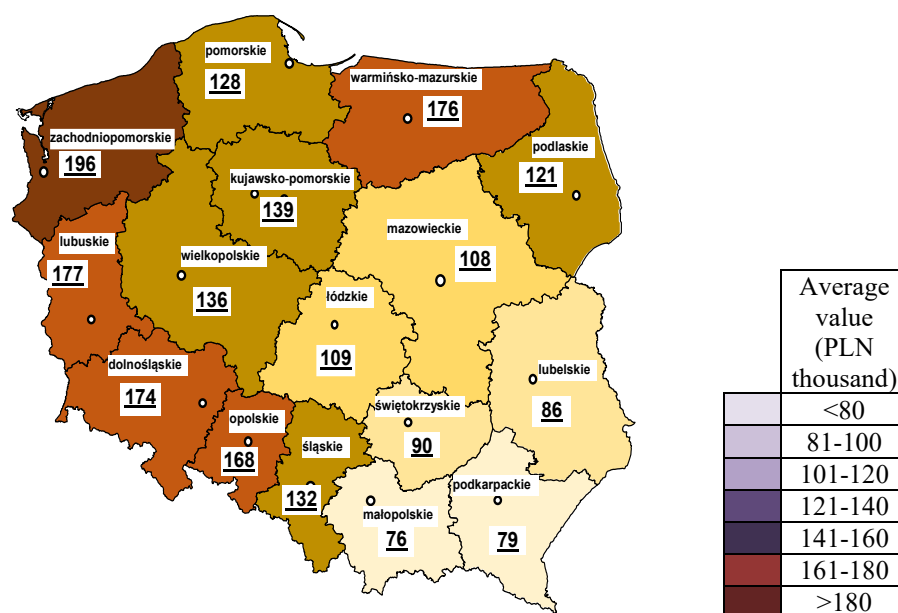 pomorskie
128
warmińsko-mazurskie
176
zachodniopomorskie
196
podlaskie
121
kujawsko-pomorskie
139
lubuskie
177
wielkopolskie
136
mazowieckie
108
łódzkie
109
dolnośląskie
174
lubelskie
86
opolskie
168
świętokrzyskie
90
śląskie
132
małopolskie
76
podkarpackie
79
Average
value
(PLN
thousand)
<80
81-100
101-120
121-140
141-160
161-180
>180